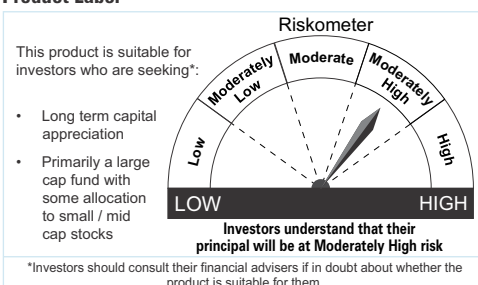 Product Label
Riskometer
This product is suitable for
investors who are seeking*:
• Long term capital
appreciation
• Primarily a large
cap fund with
some allocation
to small / mid
cap stocks
Low
Moderately
Low
Moderate
Moderately
High
High
LOW
HIGH
Investors understand that their
principal will be at Moderately High risk
*Investors should consult their financial advisers if in doubt about whether the
product is suitable for them.